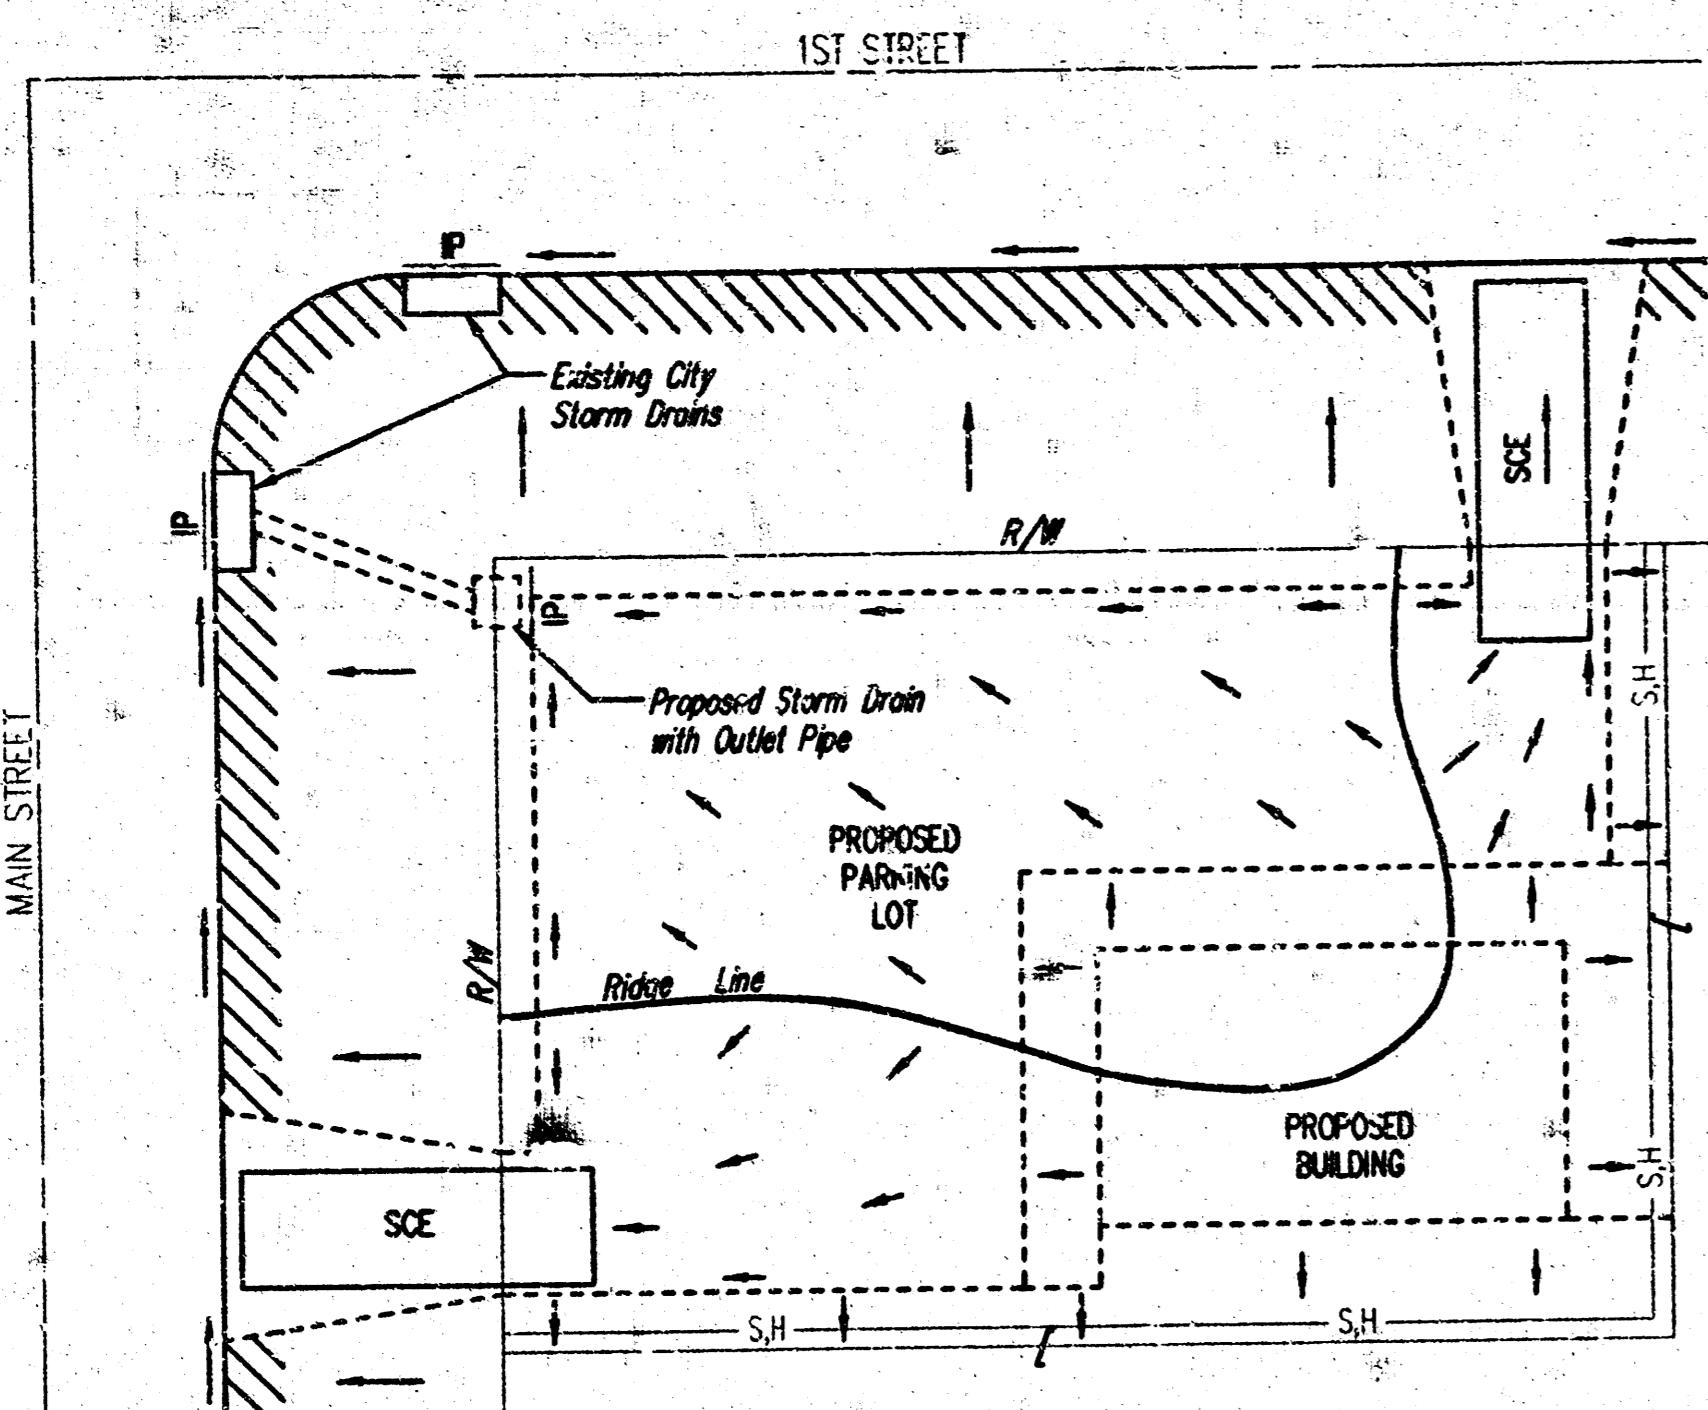 1ST STREET
IP
Existing City
Storm Drains
SCE
IP
R/W
IP
S,H
Proposed Storm Drain
with Outlet Pipe
MAIN STREET
PROPOSED
PARKING
LOT
R/W
Ridge Line
PROPOSED
BUILDING
S,H
SCE
S,H
S,H